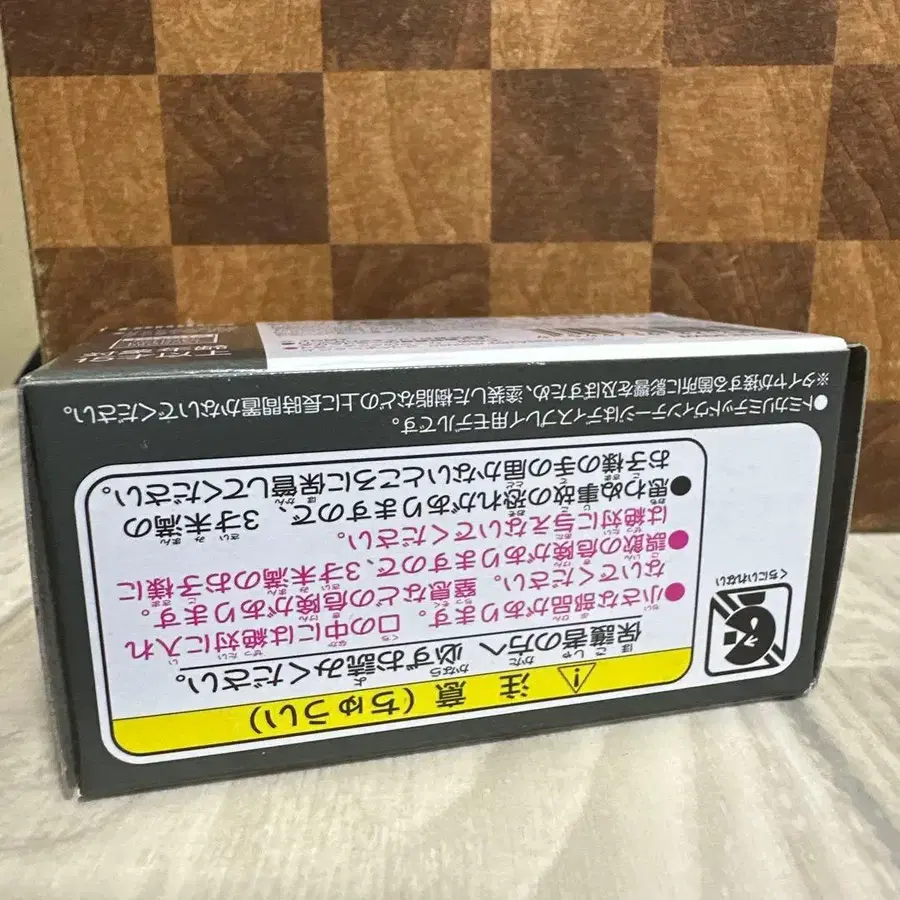 ⚠注意(ちゅうい)
保護者の方へ 必ずお読みください。
●小さな部品があります。口の中には絶対に入れ
ないでください。窒息などの危険があります。
●誤飲の危険がありますので、3才未満のお子様に
は絶対に与えないでください。
●思わぬ事故の恐れがありますので、3才未満の
お子様の手の届かないところに保管してください。
くちにいれない
●トミカリミテッドヴィンテージはディスプレイ用モデルです。
※タイヤが接する箇所に影響を及ぼすため、塗装した樹脂などの上に長時間置かないでください。